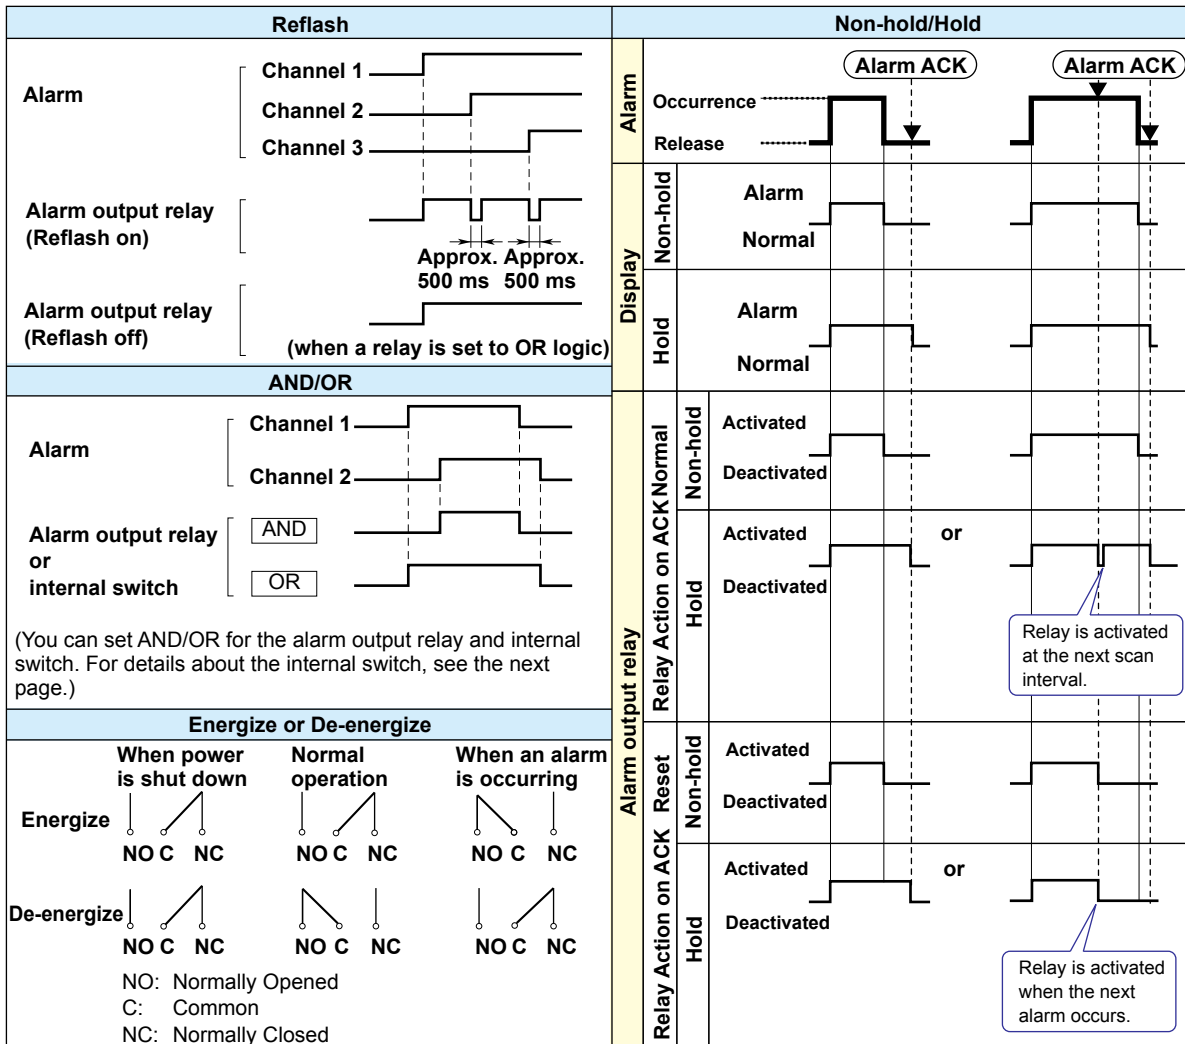 Reflash
Alarm
Channel 1
Channel 2
Channel 3
Alarm output relay
(Reflash on)
Approx.
500 ms
Approx.
500 ms
Alarm output relay
(Reflash off)
(when a relay is set to OR logic)
AND/OR
Alarm
Channel 1
Channel 2
Alarm output relay
or
internal switch
AND
OR
(You can set AND/OR for the alarm output relay and internal
switch. For details about the internal switch, see the next
page.)
Energize or De-energize
When power
is shut down
Normal
operation
When an alarm
is occurring
Energize
NO C NC
NO C NC
NO C NC
De-energize
NO C NC
NO C NC
NO C NC
NO: Normally Opened
C: Common
NC: Normally Closed
Non-hold/Hold
Alarm
Alarm ACK
Alarm ACK
Occurrence
Release
Display
Non-hold
Alarm
Normal
Hold
Alarm
Normal
Alarm output relay
Relay Action on ACK Normal
Non-hold
Activated
Deactivated
Hold
Activated
Deactivated
or
Relay is activated
at the next scan
interval.
Relay Action on ACK Reset
Non-hold
Activated
Deactivated
Hold
Activated
Deactivated
or
Relay is activated
when the next
alarm occurs.